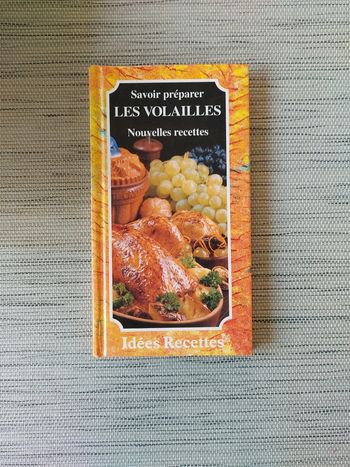 Savoir préparer
LES VOLAILLES
Nouvelles recettes
Idées Recettes